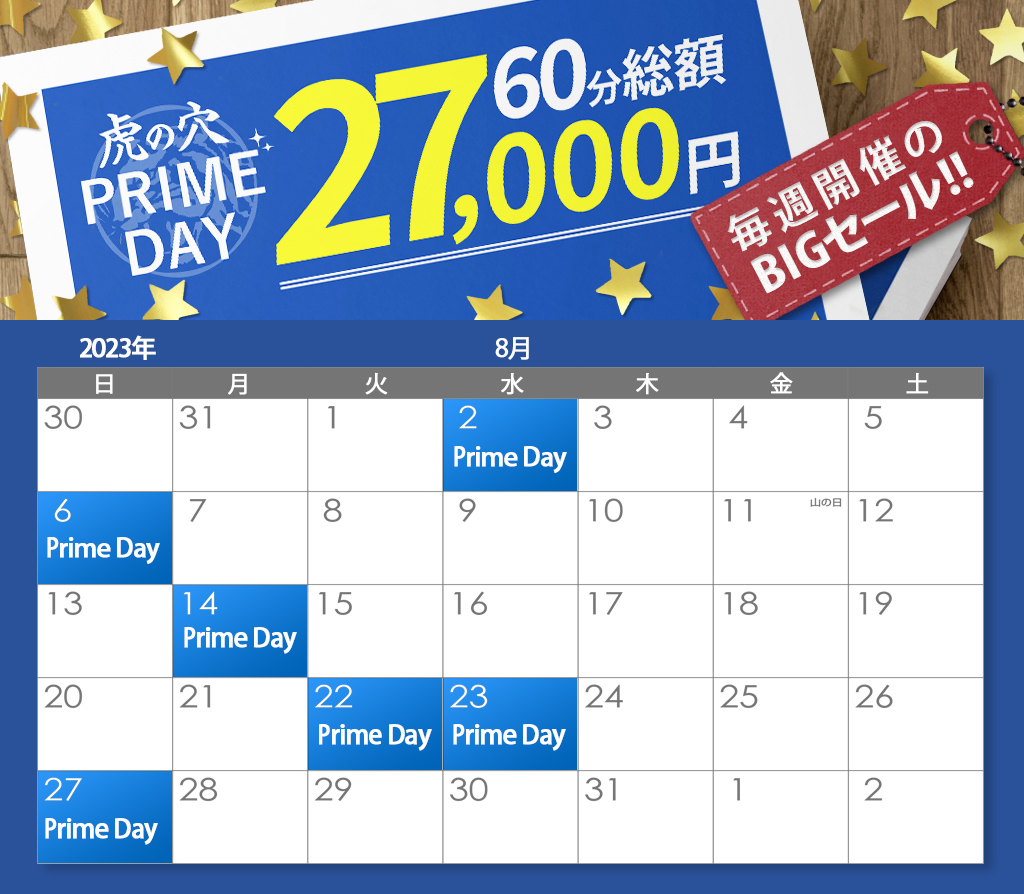 虎の穴
PRIME
DAY
60分総額
27,000円
毎週開催の
BIGセール!!
2023年 8月
日 月 火 水 木 金 土
30 31 1 2 3 4 5
Prime Day
6 7 8 9 10 11 山の日 12
Prime Day
13 14 15 16 17 18 19
Prime Day
20 21 22 23 24 25 26
Prime Day Prime Day
27 28 29 30 31 1 2
Prime Day